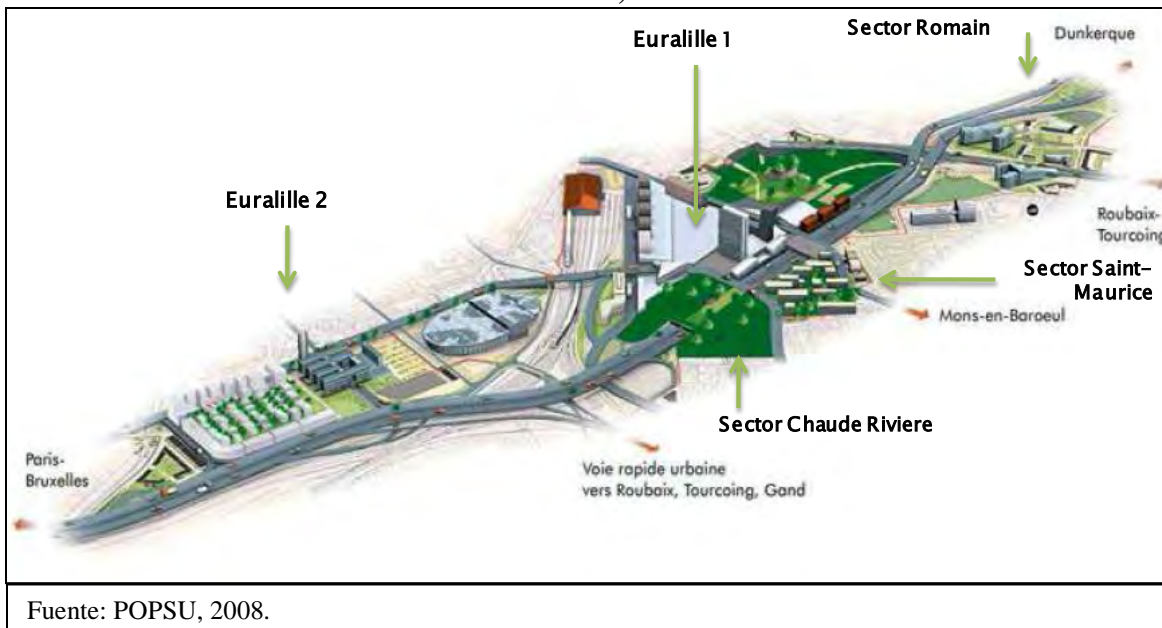 Sector Romain
Dunkerque
Euralille 1
Euralille 2
Roubaix-
Tourcoing
Sector Saint-
Maurice
Mons-en-Baroeul
Sector Chaude Riviere
Paris-
Bruxelles
Voie rapide urbaine
vers Roubaix, Tourcoing, Gand
Fuente: POPSU, 2008.